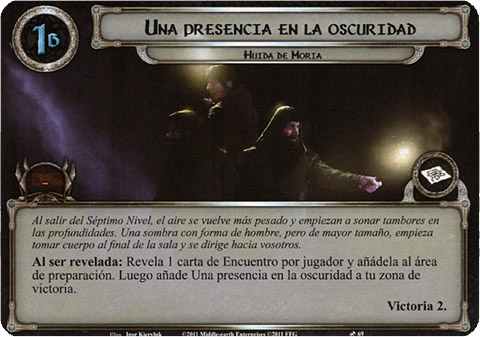 1B
UNA PRESENCIA EN LA OSCURIDAD
HUIDA DE MORIA
Al salir del Séptimo Nivel, el aire se vuelve más pesado y empiezan a sonar tambores en
las profundidades. Una sombra con forma de hombre, pero de mayor tamaño, empieza
tomar cuerpo al final de la sala y se dirige hacia vosotros.
Al ser revelada: Revela 1 carta de Encuentro por jugador y añádela al área
de preparación. Luego añade Una presencia en la oscuridad a tu zona de
victoria.
Victoria 2.
Ilus. Igor Kieryluk ©2011 Middle-earth Enterprises ©2011 FFG 69